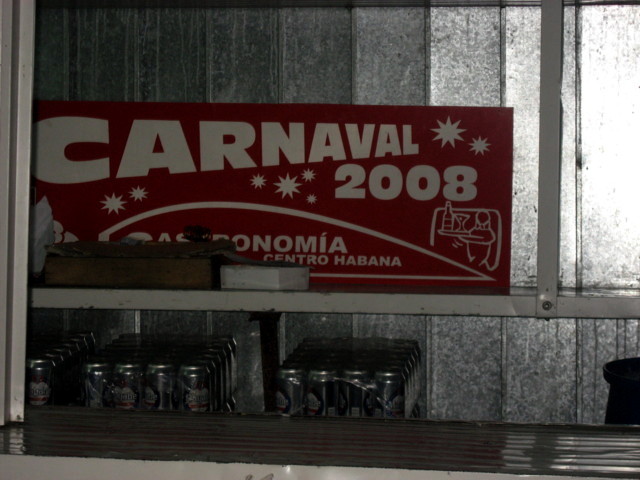 CARNAVAL
2008
GASTRONOMÍA
CENTRO HABANA